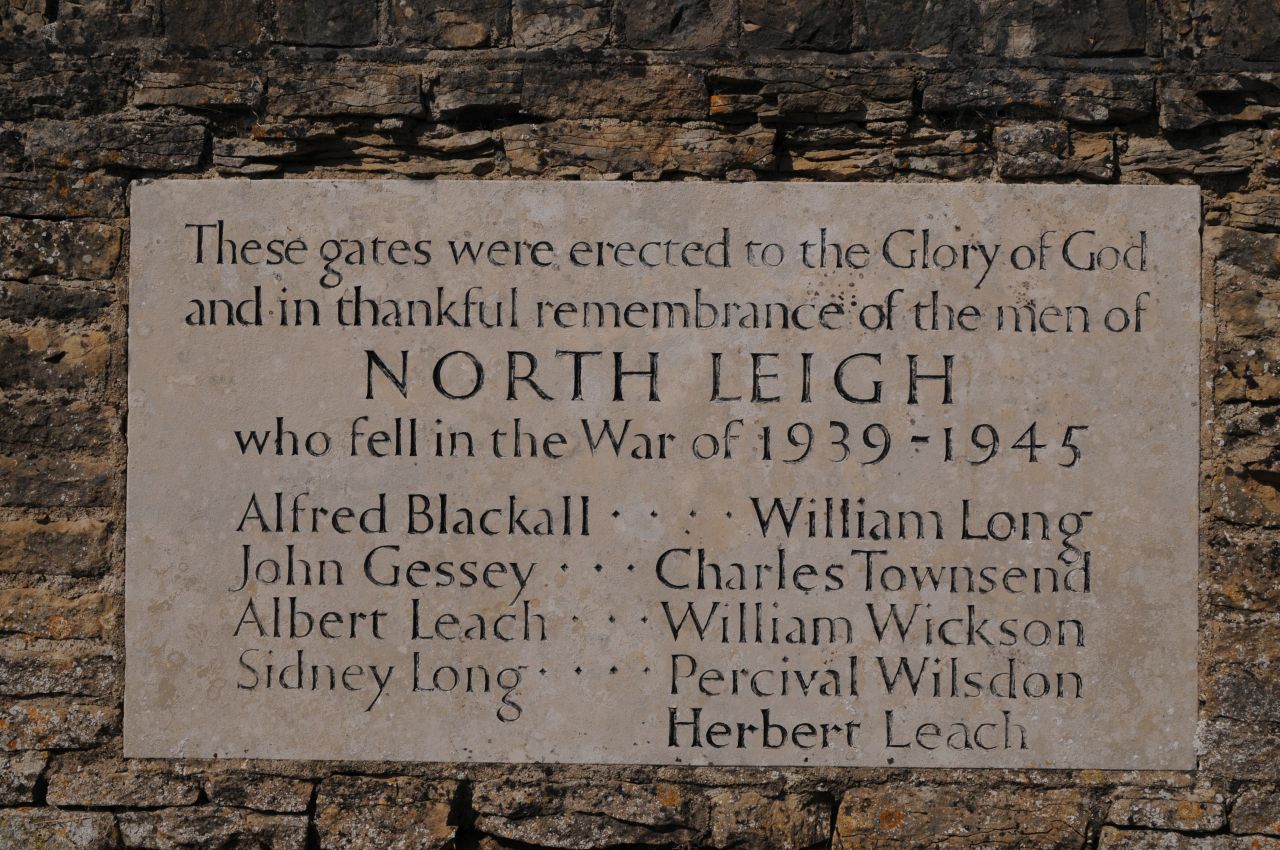 These gates were erected to the Glory of God
and in thankful remembrance of the men of
NORTH LEIGH
who fell in the War of 1939-1945
Alfred Blackall · · · · William Long
John Gessey · · · Charles Townsend
Albert Leach · · · William Wickson
Sidney Long · · · · Percival Wilsdon
Herbert Leach